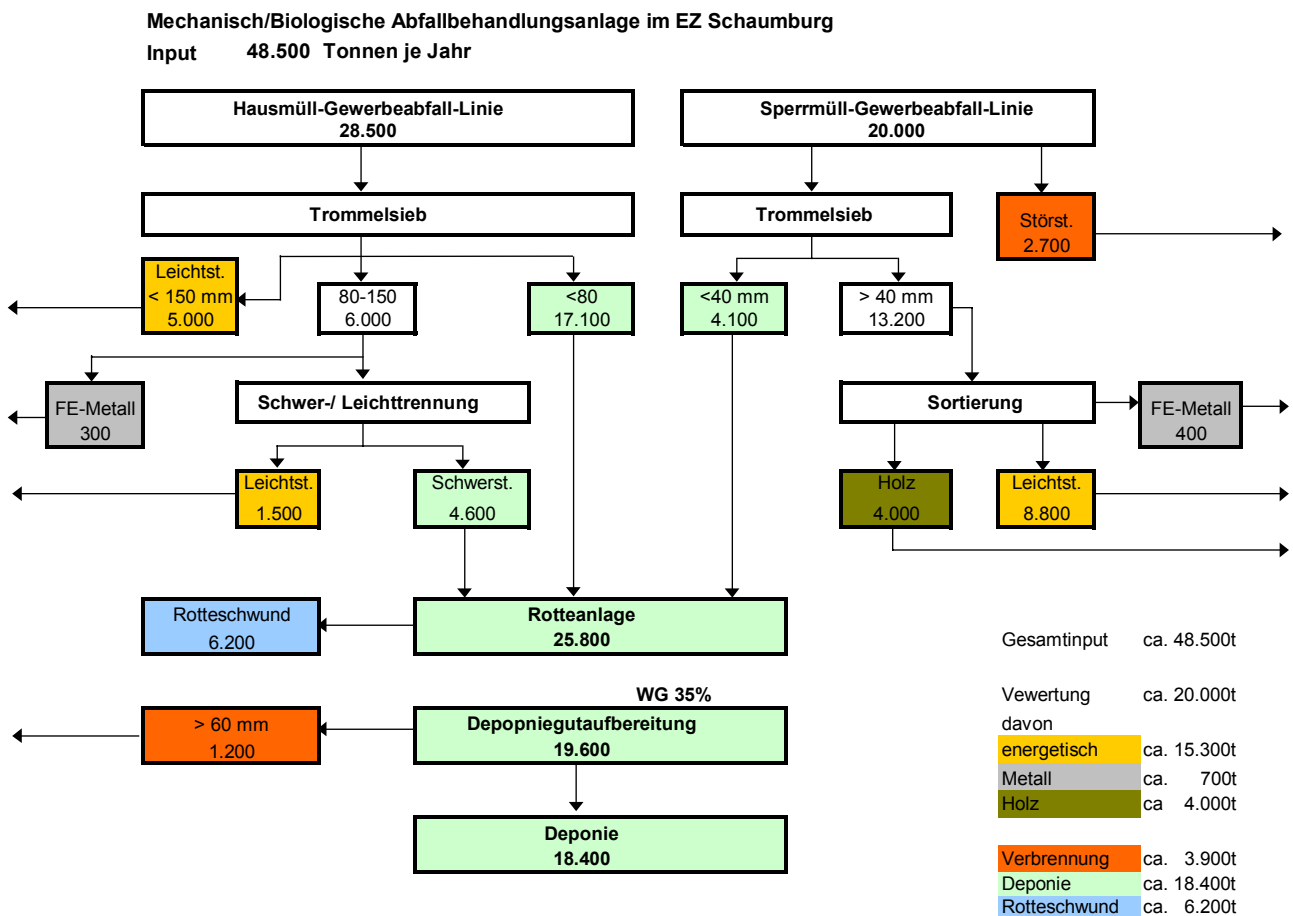 Mechanisch/Biologische Abfallbehandlungsanlage im EZ Schaumburg
Input 48.500 Tonnen je Jahr
Hausmüll-Gewerbeabfall-Linie
28.500
Sperrmüll-Gewerbeabfall-Linie
20.000
Trommelsieb
Trommelsieb
Störst.
2.700
Leichtst.
< 150 mm
5.000
80-150
6.000
<80
17.100
<40 mm
4.100
> 40 mm
13.200
FE-Metall
300
Schwer-/ Leichttrennung
Sortierung
FE-Metall
400
Leichtst.
1.500
Schwerst.
4.600
Holz
4.000
Leichtst.
8.800
Rotteschwund
6.200
Rotteanlage
25.800
WG 35%
> 60 mm
1.200
Depopniegutaufbereitung
19.600
Deponie
18.400
Gesamtinput ca. 48.500t
Vewertung ca. 20.000t
davon
energetisch ca. 15.300t
Metall ca. 700t
Holz ca 4.000t
Verbrennung ca. 3.900t
Deponie ca. 18.400t
Rotteschwund ca. 6.200t